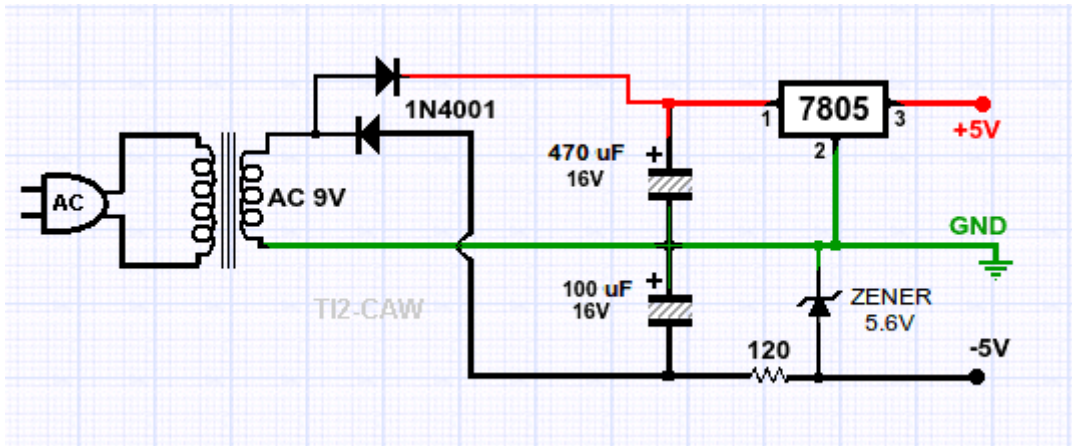 1N4001
7805
1
3
2
+5V
470 uF
16V
AC
AC 9V
GND
100 uF
16V
TI2-CAW
ZENER
5.6V
120
-5V